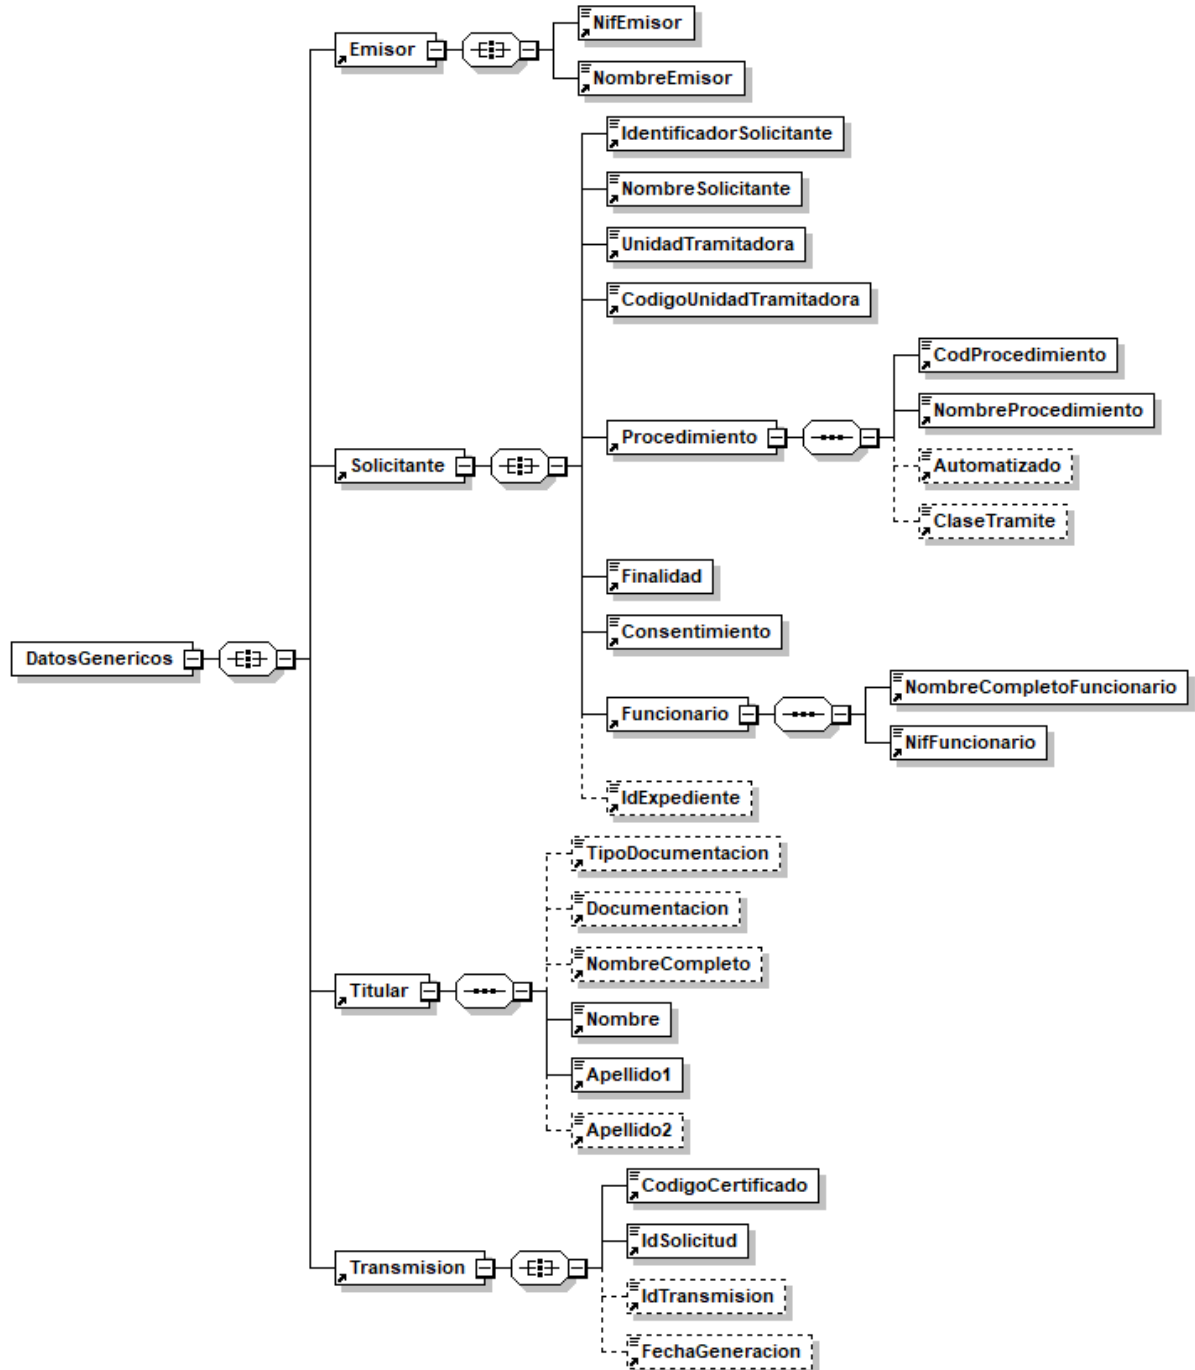 NifEmisor
Emisor
NombreEmisor
IdentificadorSolicitante
NombreSolicitante
UnidadTramitadora
CodigoUnidadTramitadora
CodProcedimiento
NombreProcedimiento
Procedimiento
Solicitante
Automatizado
ClaseTramite
Finalidad
Consentimiento
DatosGenericos
NombreCompletoFuncionario
Funcionario
NifFuncionario
IdExpediente
TipoDocumentacion
Documentacion
NombreCompleto
Titular
Nombre
Apellido1
Apellido2
CodigoCertificado
IdSolicitud
Transmision
IdTransmision
FechaGeneracion